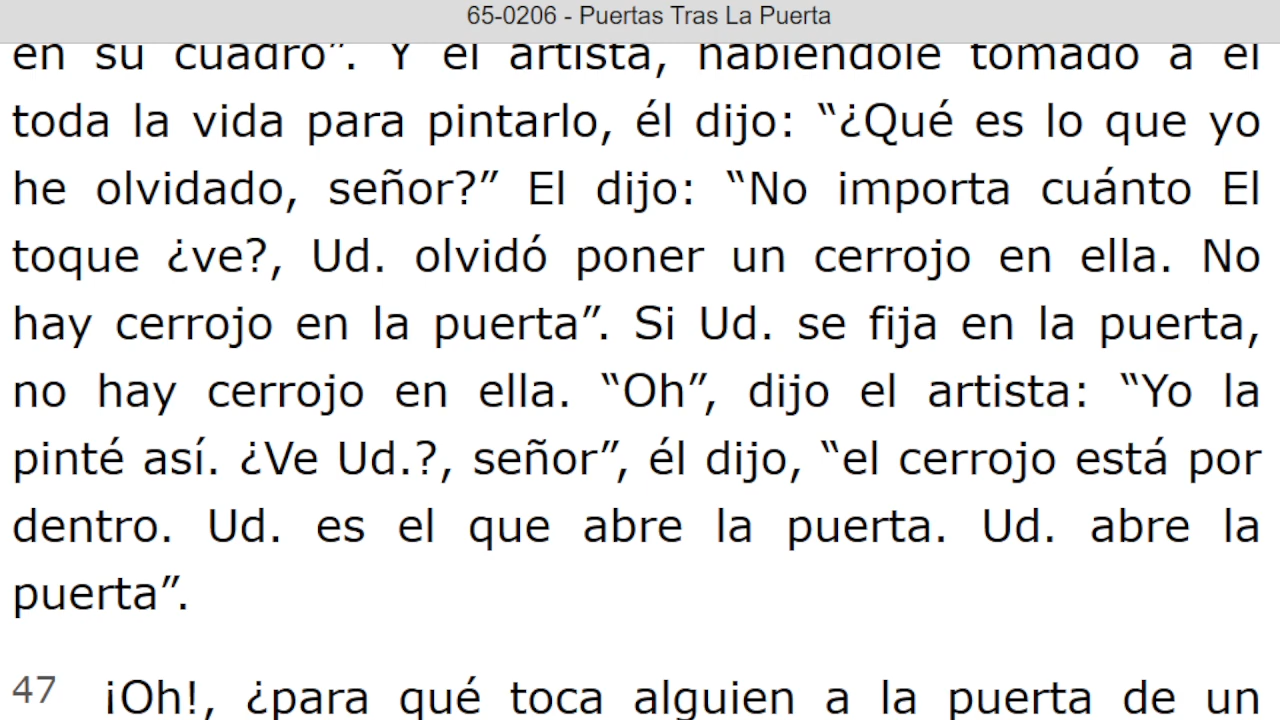 65-0206 - Puertas Tras La Puerta
en su cuadro”. Y el artista, habiéndole tomado a él
toda la vida para pintarlo, él dijo: “¿Qué es lo que yo
he olvidado, señor?” El dijo: “No importa cuánto El
toque ¿ve?, Ud. olvidó poner un cerrojo en ella. No
hay cerrojo en la puerta”. Si Ud. se fija en la puerta,
no hay cerrojo en ella. “Oh”, dijo el artista: “Yo la
pinté así. ¿Ve Ud.?, señor”, él dijo, “el cerrojo está por
dentro. Ud. es el que abre la puerta. Ud. abre la
puerta”.
47 ¡Oh!, ¿para qué toca alguien a la puerta de un